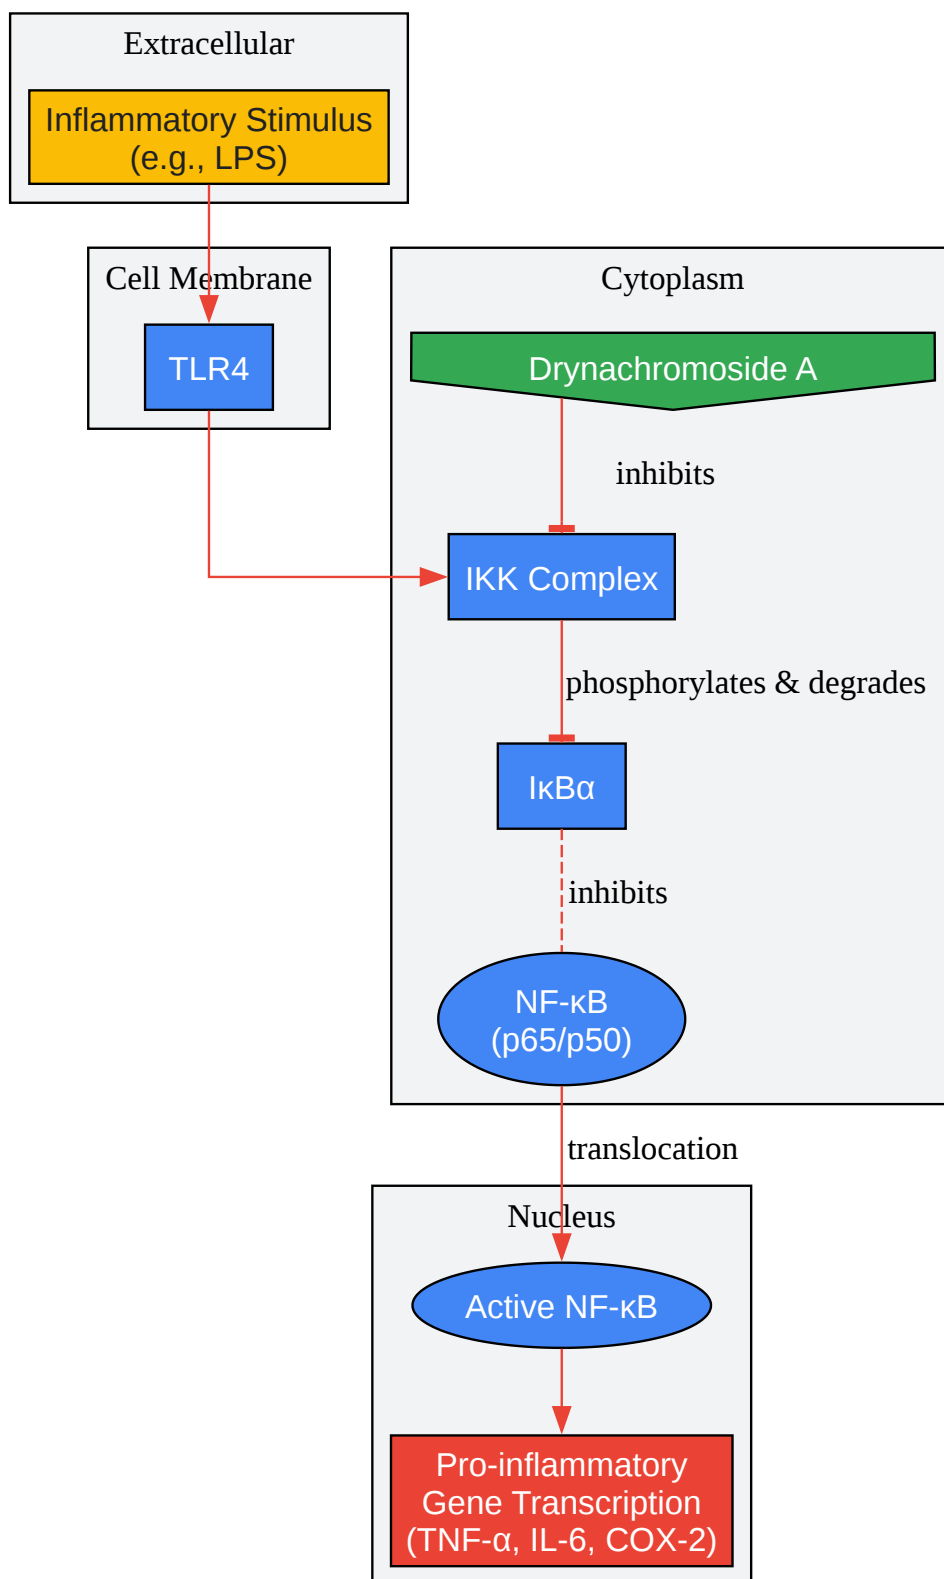 Extracellular
Inflammatory Stimulus
(e.g., LPS)
Cell Membrane
TLR4
Cytoplasm
Drynachromoside A
inhibits
IKK Complex
phosphorylates & degrades
IκBα
inhibits
NF-κB
(p65/p50)
translocation
Nucleus
Active NF-κB
Pro-inflammatory
Gene Transcription
(TNF-α, IL-6, COX-2)